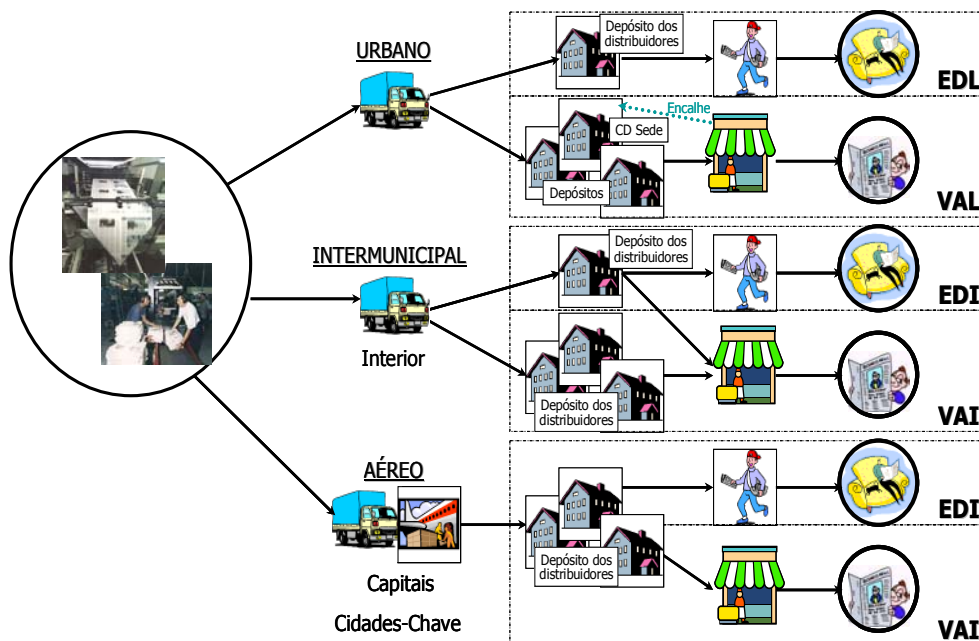 URBANO
Depósito dos
distribuidores
EDL
Encalhe
CD Sede
Depósitos
VAL
INTERMUNICIPAL
Interior
Depósito dos
distribuidores
EDI
Depósito dos
distribuidores
VAI
AÉREO
Capitais
Cidades-Chave
Depósito dos
distribuidores
EDI
VAI